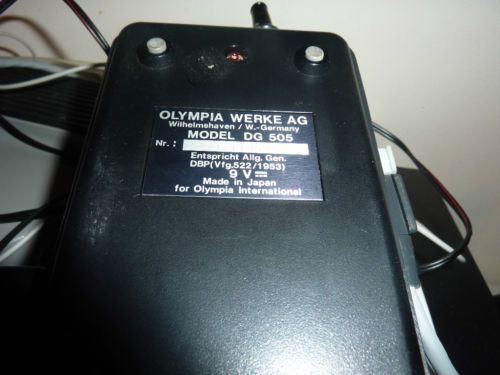 OLYMPIA WERKE AG
Wilhelmshaven / W.-Germany
MODEL DG 505
Nr.:
Entspricht Allg. Gen.
DBP(Vfg.522/1953)
9 V ⎓
Made in Japan
for Olympia International